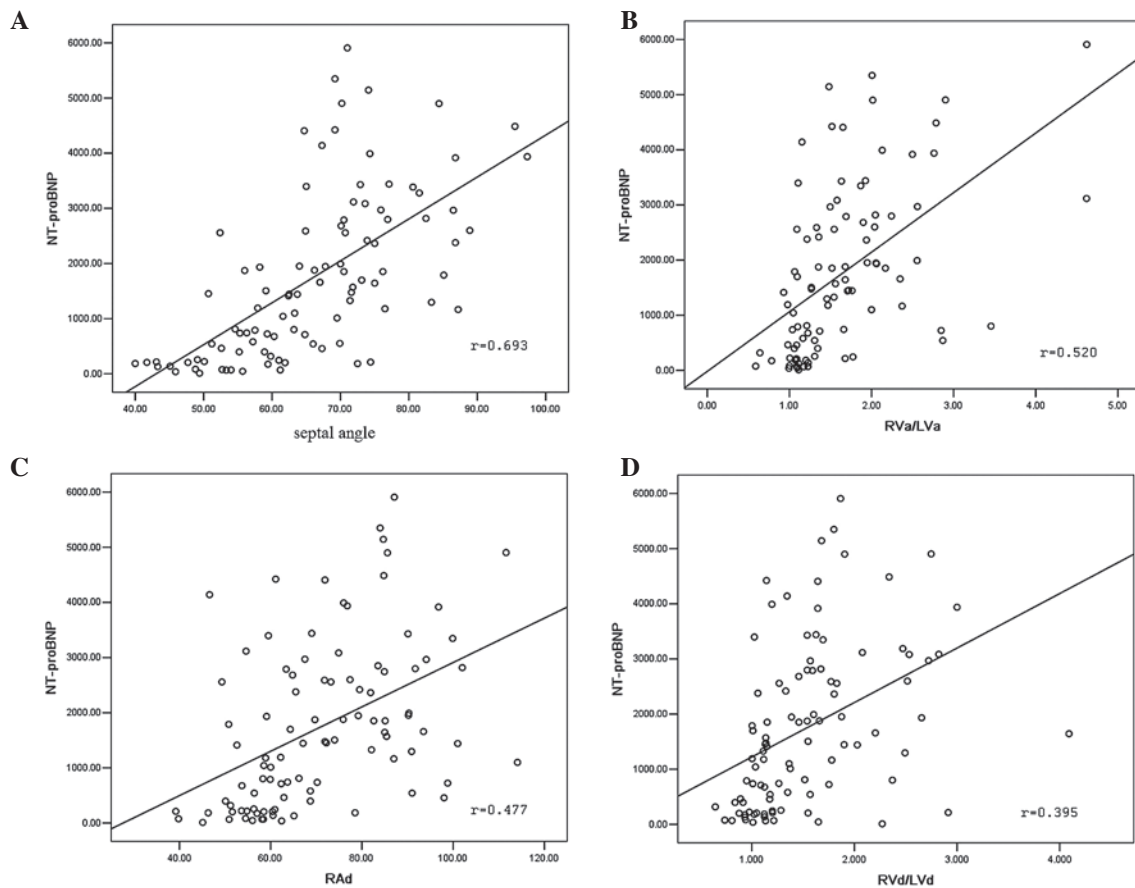 A
6000.00
5000.00
4000.00
3000.00
2000.00
1000.00
0.00
NT-proBNP
r=0.693
40.00 50.00 60.00 70.00 80.00 90.00 100.00
septal angle
B
6000.00
5000.00
4000.00
3000.00
2000.00
1000.00
0.00
NT-proBNP
r=0.520
0.00 1.00 2.00 3.00 4.00 5.00
RVa/LVa
C
6000.00
5000.00
4000.00
3000.00
2000.00
1000.00
0.00
NT-proBNP
r=0.477
40.00 60.00 80.00 100.00 120.00
RAd
D
6000.00
5000.00
4000.00
3000.00
2000.00
1000.00
0.00
NT-proBNP
r=0.395
1.000 2.000 3.000 4.000
RVd/LVd